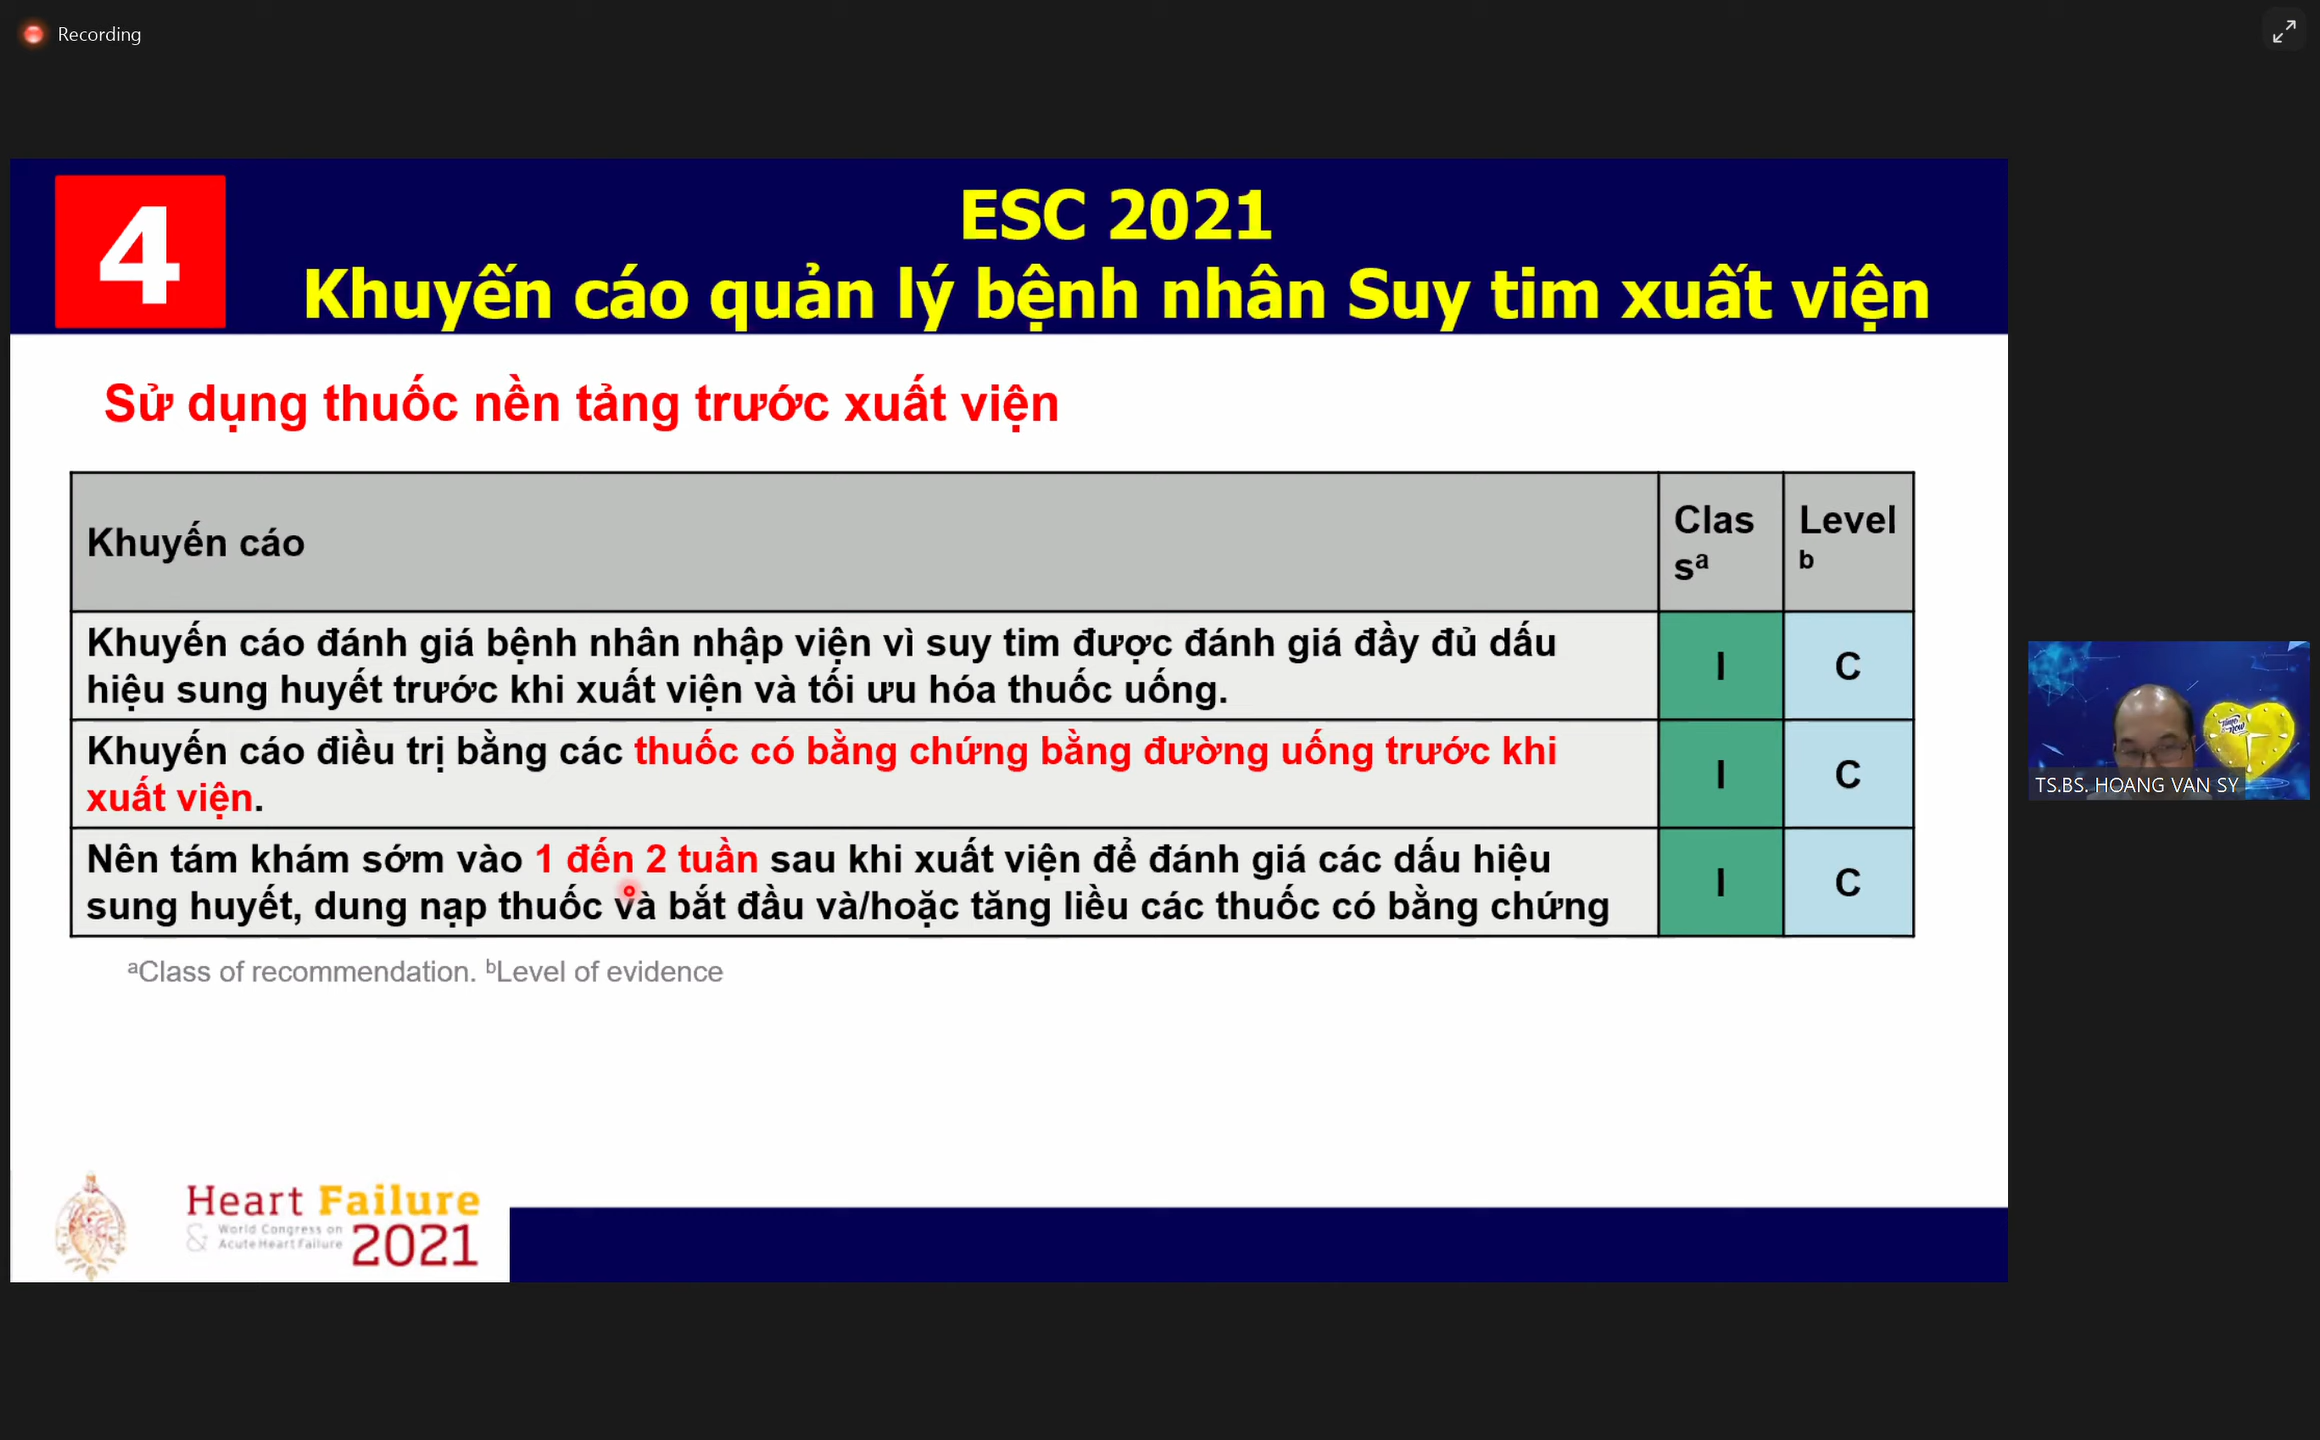 Recording
4
ESC 2021
Khuyến cáo quản lý bệnh nhân Suy tim xuất viện
Sử dụng thuốc nền tảng trước xuất viện
Khuyến cáo
Clas
sᵃ
Level
b
Khuyến cáo đánh giá bệnh nhân nhập viện vì suy tim được đánh giá đầy đủ dấu
hiệu sung huyết trước khi xuất viện và tối ưu hóa thuốc uống.
I
C
Khuyến cáo điều trị bằng các thuốc có bằng chứng bằng đường uống trước khi
xuất viện.
I
C
Nên tám khám sớm vào 1 đến 2 tuần sau khi xuất viện để đánh giá các dấu hiệu
sung huyết, dung nạp thuốc và bắt đầu và/hoặc tăng liều các thuốc có bằng chứng
I
C
ᵃClass of recommendation. ᵇLevel of evidence
Heart Failure
& World Congress on
Acute Heart Failure
2021
TS.BS. HOANG VAN SY